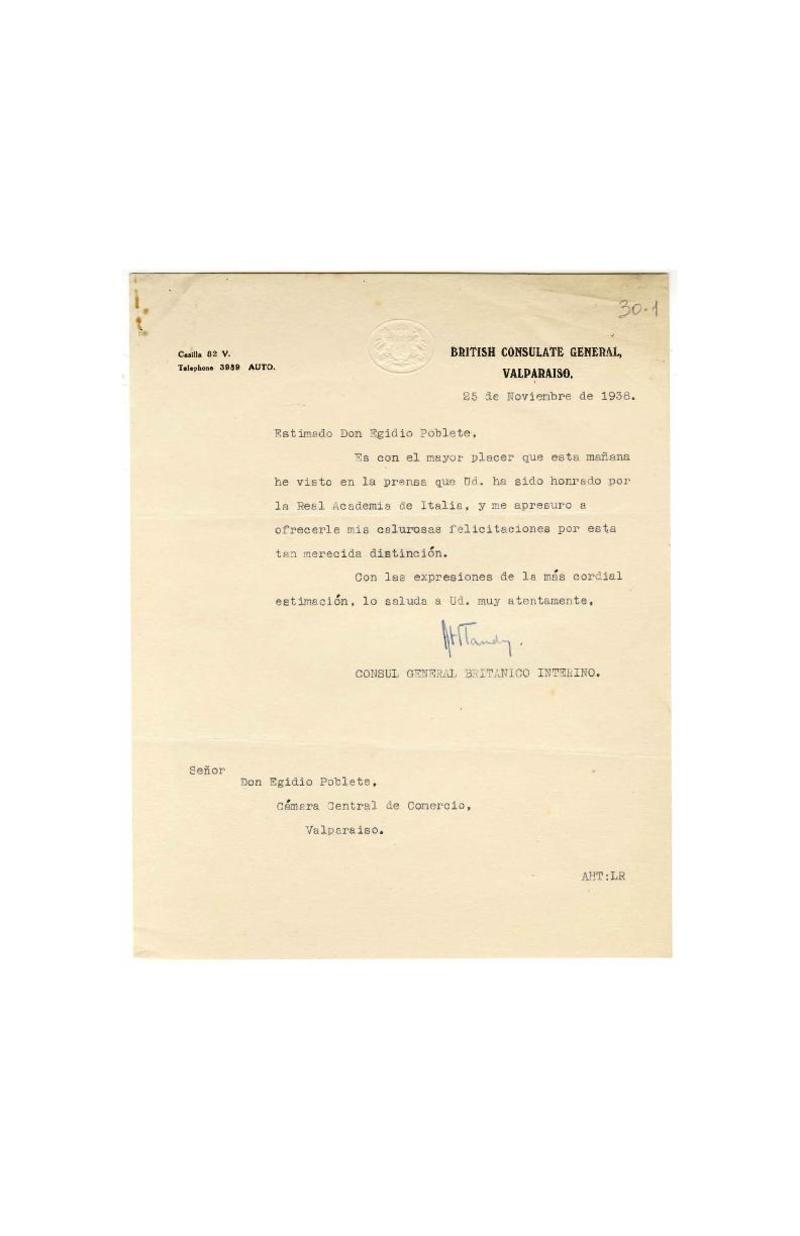 30-1
Casilla 82 V.
Telephone 3989 AUTO.
BRITISH CONSULATE GENERAL,
VALPARAISO,
25 de Noviembre de 1938.
Estimado Don Egidio Poblete,
Es con el mayor placer que esta mañana
he visto en la prensa que Ud. ha sido honrado por
la Real Academia de Italia, y me apresuro a
ofrecerle mis calurosas felicitaciones por esta
tan merecida distinción.
Con las expresiones de la más cordial
estimación, lo saluda a Ud. muy atentamente,
CONSUL GENERAL BRITANICO INTERINO.
Señor
Don Egidio Poblete,
Cámara Central de Comercio,
Valparaiso.
AHT:LR